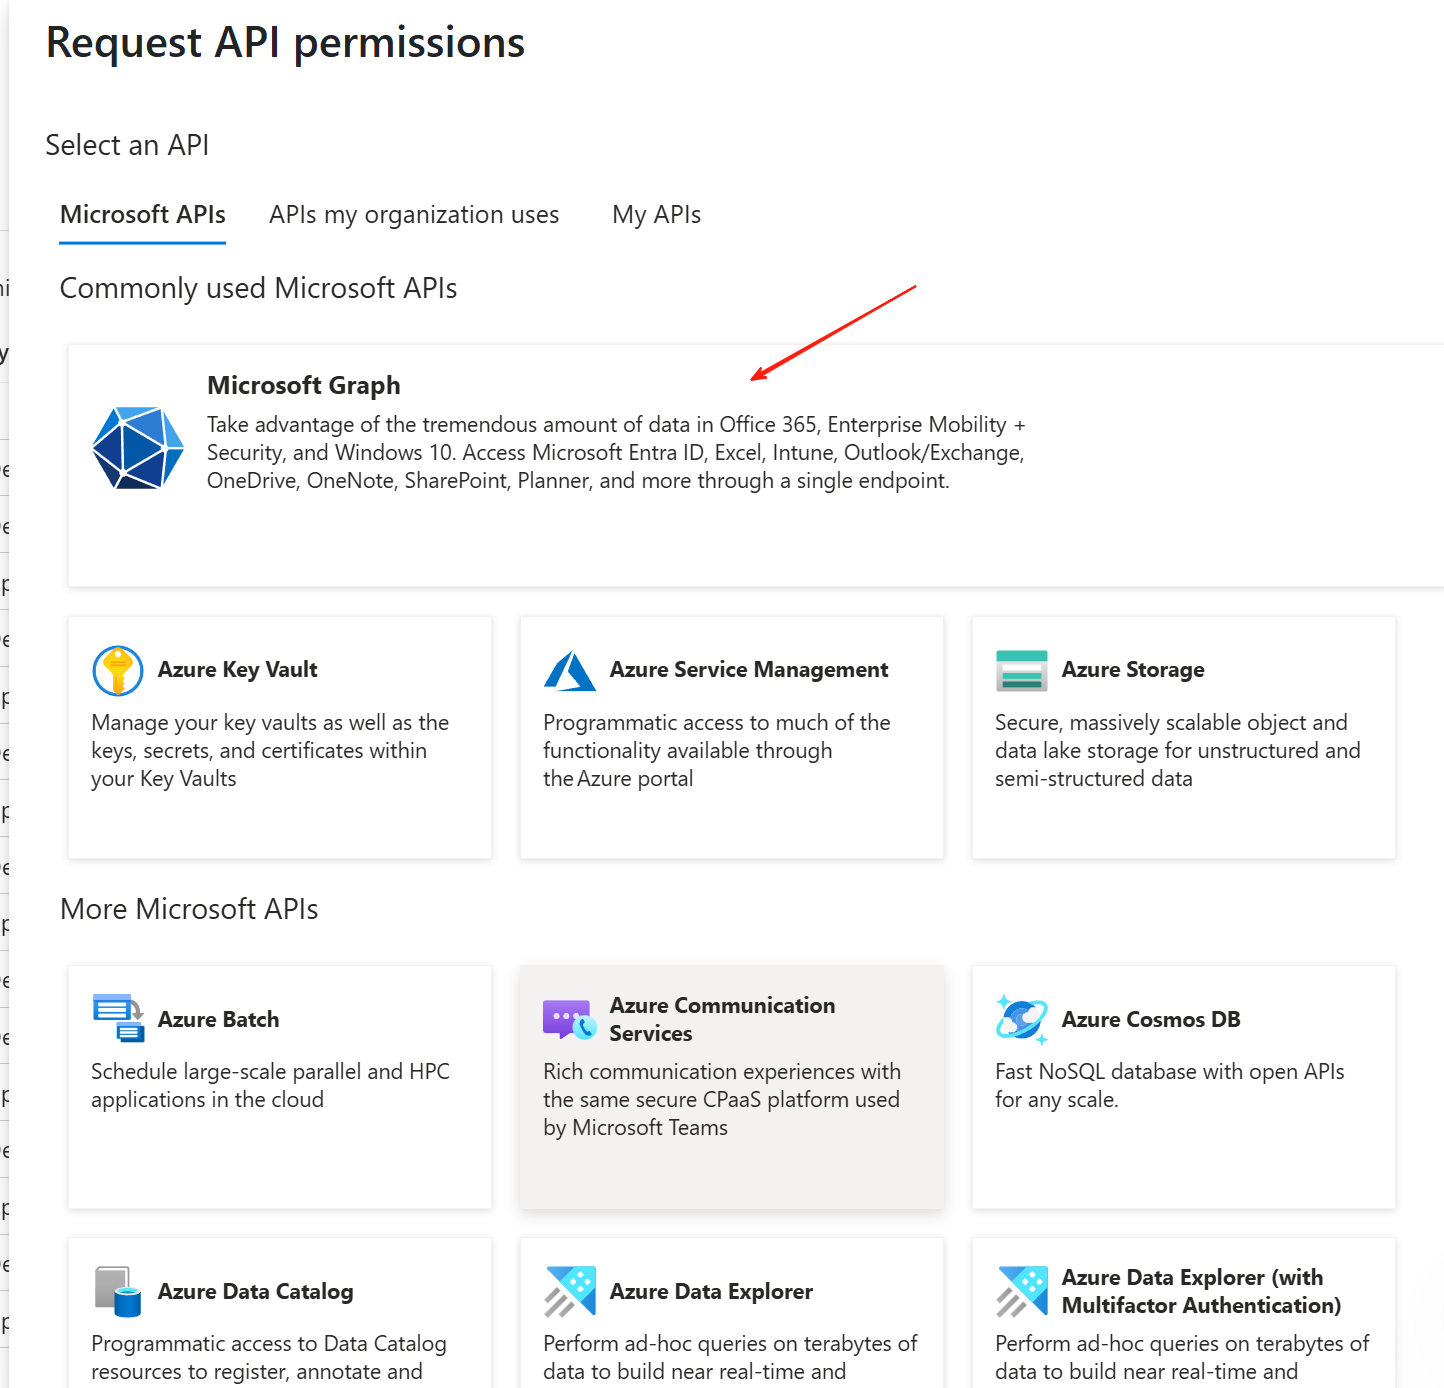 Request API permissions
Select an API
Microsoft APIs
APIs my organization uses
My APIs
Commonly used Microsoft APIs
Microsoft Graph
Take advantage of the tremendous amount of data in Office 365, Enterprise Mobility +
Security, and Windows 10. Access Microsoft Entra ID, Excel, Intune, Outlook/Exchange,
OneDrive, OneNote, SharePoint, Planner, and more through a single endpoint.
Azure Key Vault
Manage your key vaults as well as the
keys, secrets, and certificates within
your Key Vaults
Azure Service Management
Programmatic access to much of the
functionality available through
the Azure portal
Azure Storage
Secure, massively scalable object and
data lake storage for unstructured and
semi-structured data
More Microsoft APIs
Azure Batch
Schedule large-scale parallel and HPC
applications in the cloud
Azure Communication
Services
Rich communication experiences with
the same secure CPaaS platform used
by Microsoft Teams
Azure Cosmos DB
Fast NoSQL database with open APIs
for any scale.
Azure Data Catalog
Programmatic access to Data Catalog
resources to register, annotate and
Azure Data Explorer
Perform ad-hoc queries on terabytes of
data to build near real-time and
Azure Data Explorer (with
Multifactor Authentication)
Perform ad-hoc queries on terabytes of
data to build near real-time and